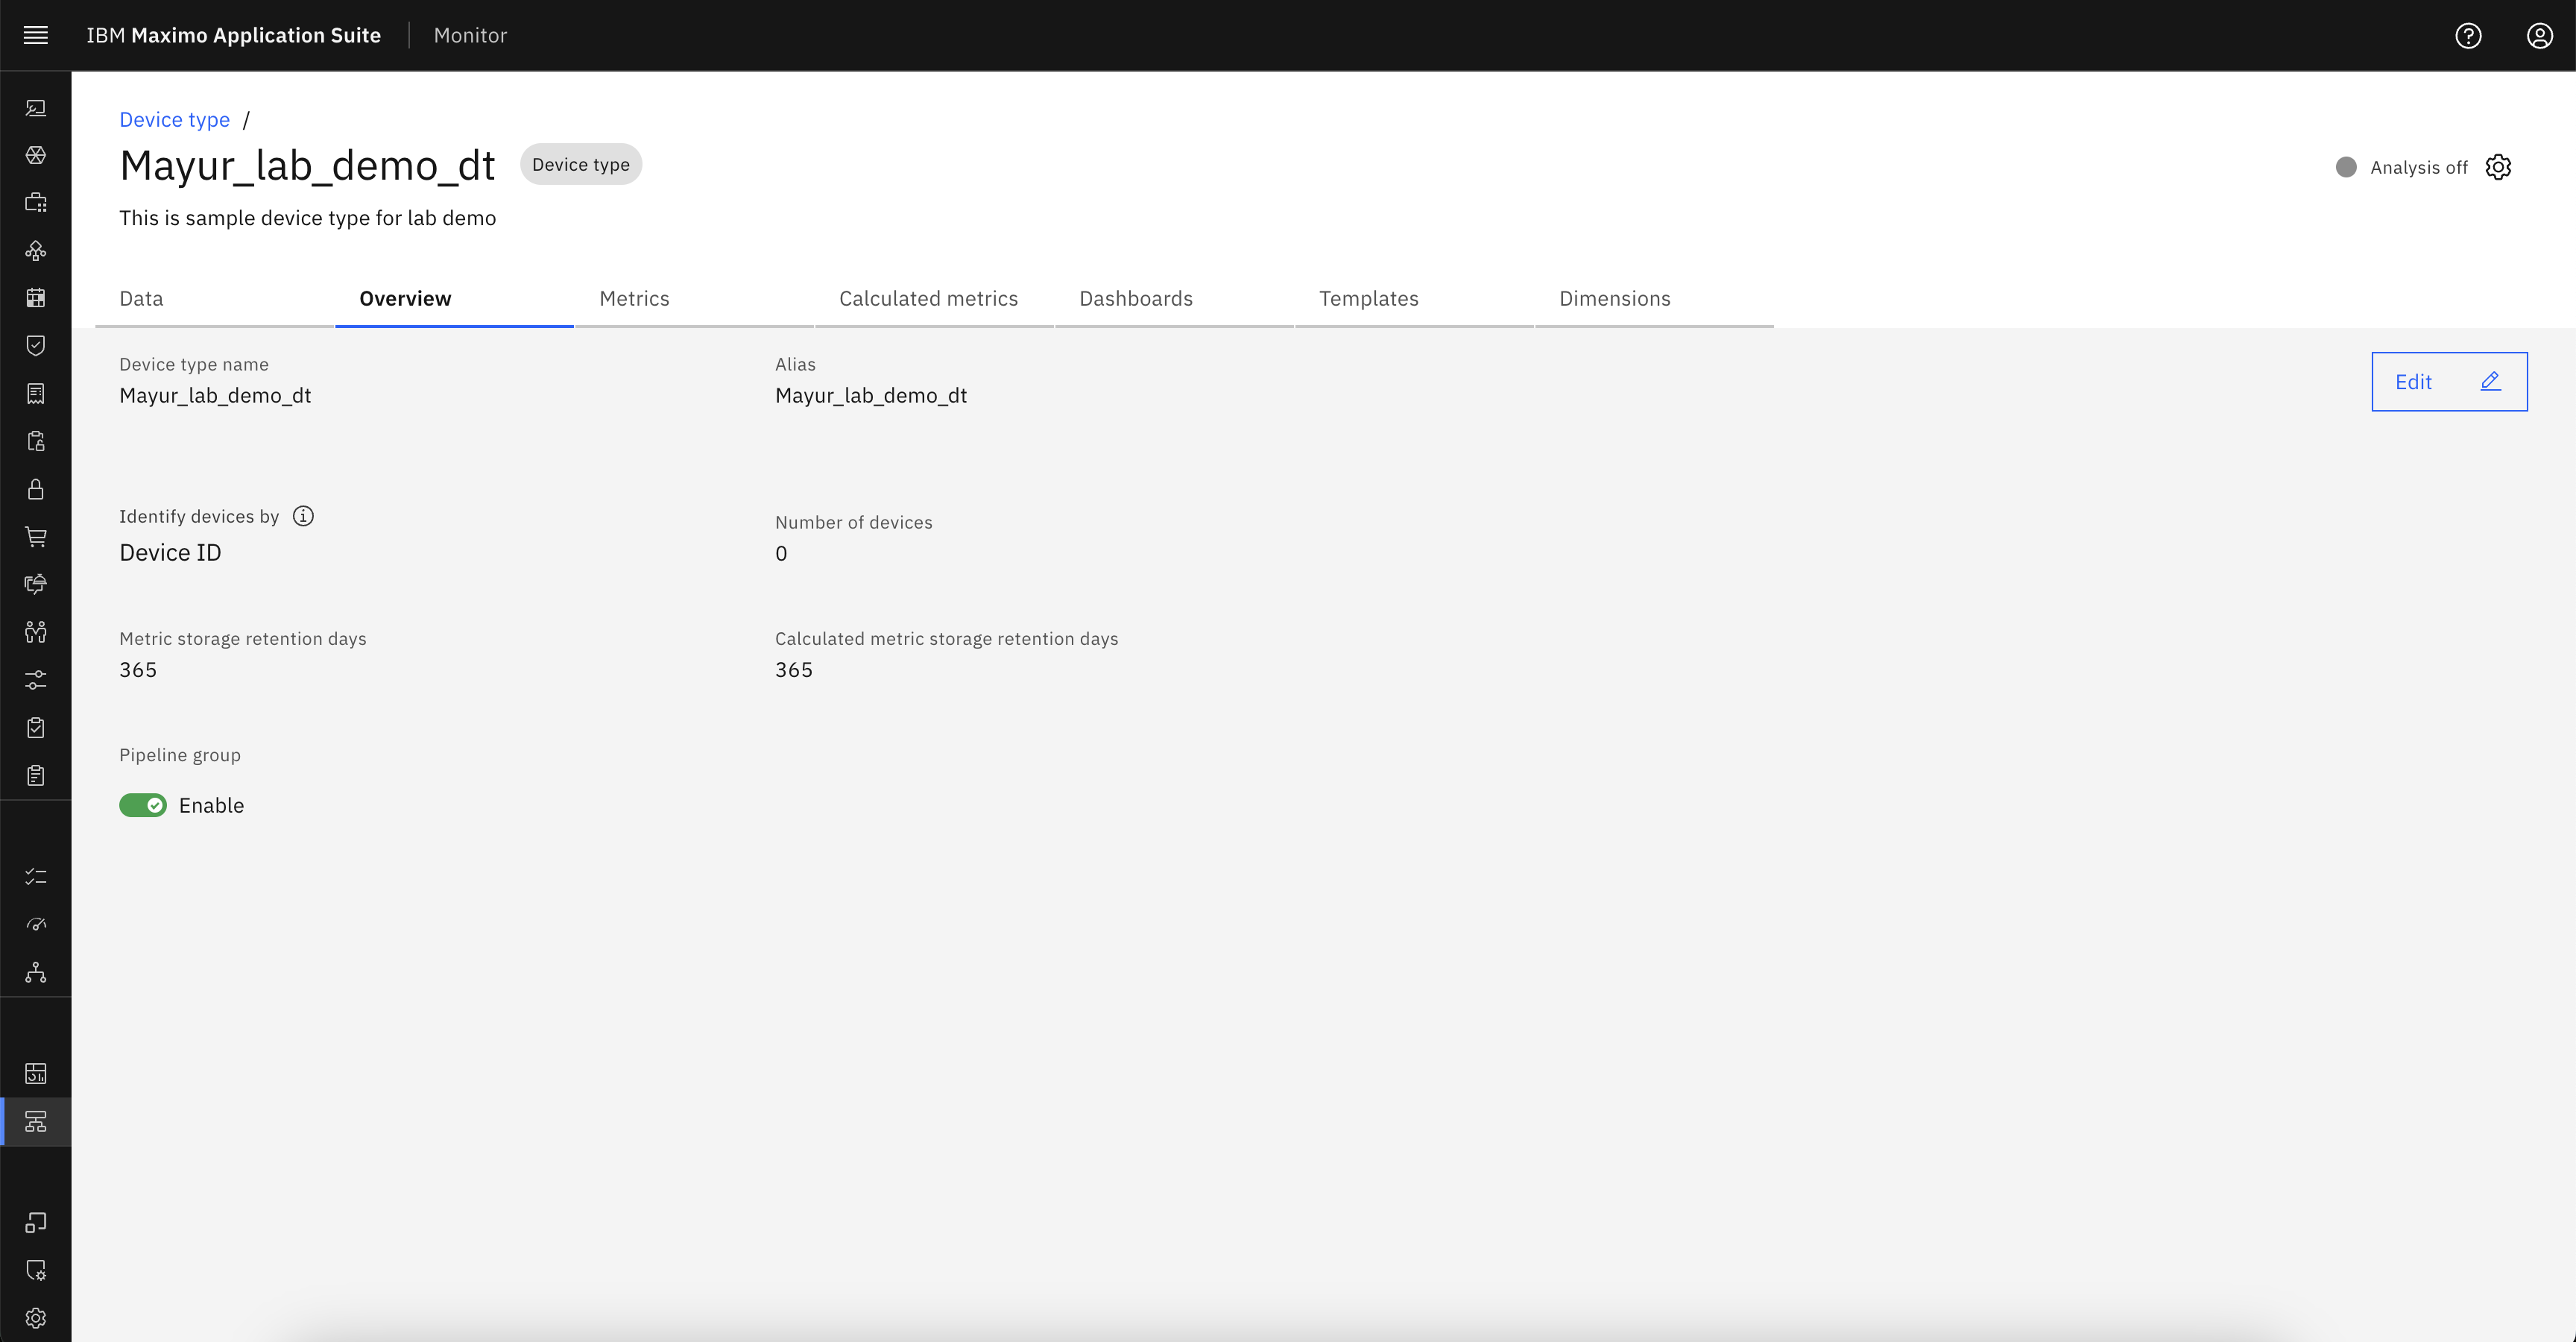 IBM Maximo Application Suite | Monitor
Device type /
Mayur_lab_demo_dt Device type
Analysis off
This is sample device type for lab demo
Data Overview Metrics Calculated metrics Dashboards Templates Dimensions
Device type name Alias
Mayur_lab_demo_dt Mayur_lab_demo_dt
Edit
Identify devices by Number of devices
Device ID 0
Metric storage retention days Calculated metric storage retention days
365 365
Pipeline group
Enable